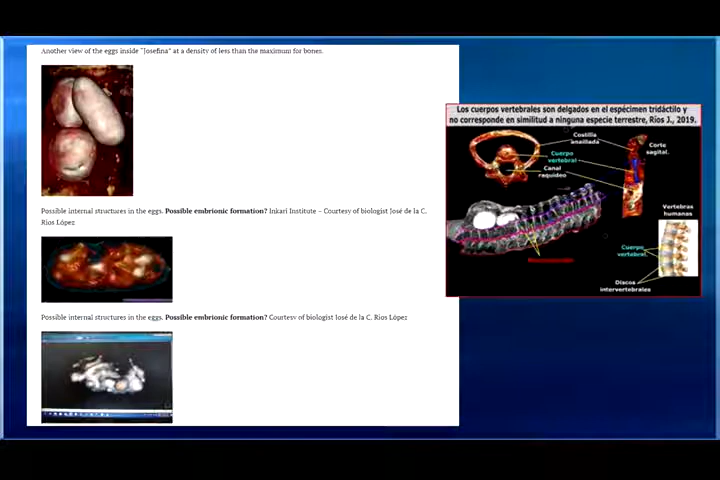 Another view of the eggs inside "Josefina" at a density of less than the maximum for bones.
Possible internal structures in the eggs. Possible embrionic formation? Inkari Institute – Courtesy of biologist José de la C.
Rios López
Possible internal structures in the eggs. Possible embrionic formation? Courtesy of biologist José de la C. Rios López
Los cuerpos vertebrales son delgados en el espécimen tridáctilo y
no corresponde en similitud a ninguna especie terrestre, Ríos J., 2019.
Costilla
anaillada
Cuerpo
vertebral
Canal
raquídeo
Corte
sagital.
Vertebras
humanas
Cuerpo
vertebral.
Discos
intervertebrales